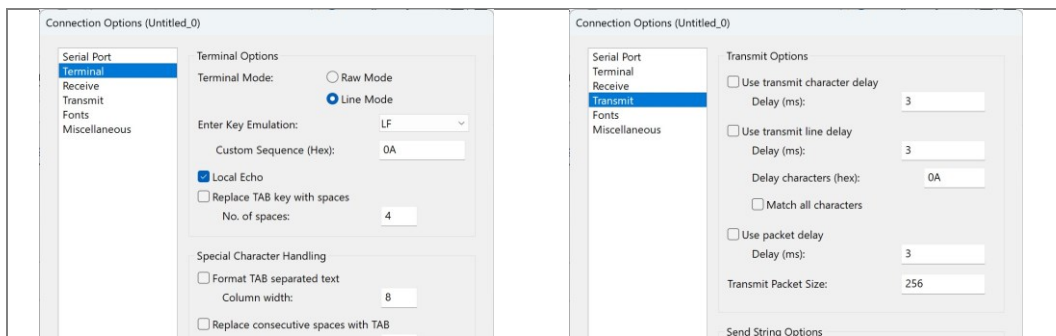 Connection Options (Untitled_0)
Serial Port
Terminal
Receive
Transmit
Fonts
Miscellaneous
Terminal Options
Terminal Mode: Raw Mode
Line Mode
Enter Key Emulation: LF
Custom Sequence (Hex): 0A
Local Echo
Replace TAB key with spaces
No. of spaces: 4
Special Character Handling
Format TAB separated text
Column width: 8
Replace consecutive spaces with TAB
Connection Options (Untitled_0)
Serial Port
Terminal
Receive
Transmit
Fonts
Miscellaneous
Transmit Options
Use transmit character delay
Delay (ms): 3
Use transmit line delay
Delay (ms): 3
Delay characters (hex): 0A
Match all characters
Use packet delay
Delay (ms): 3
Transmit Packet Size: 256
Send String Options